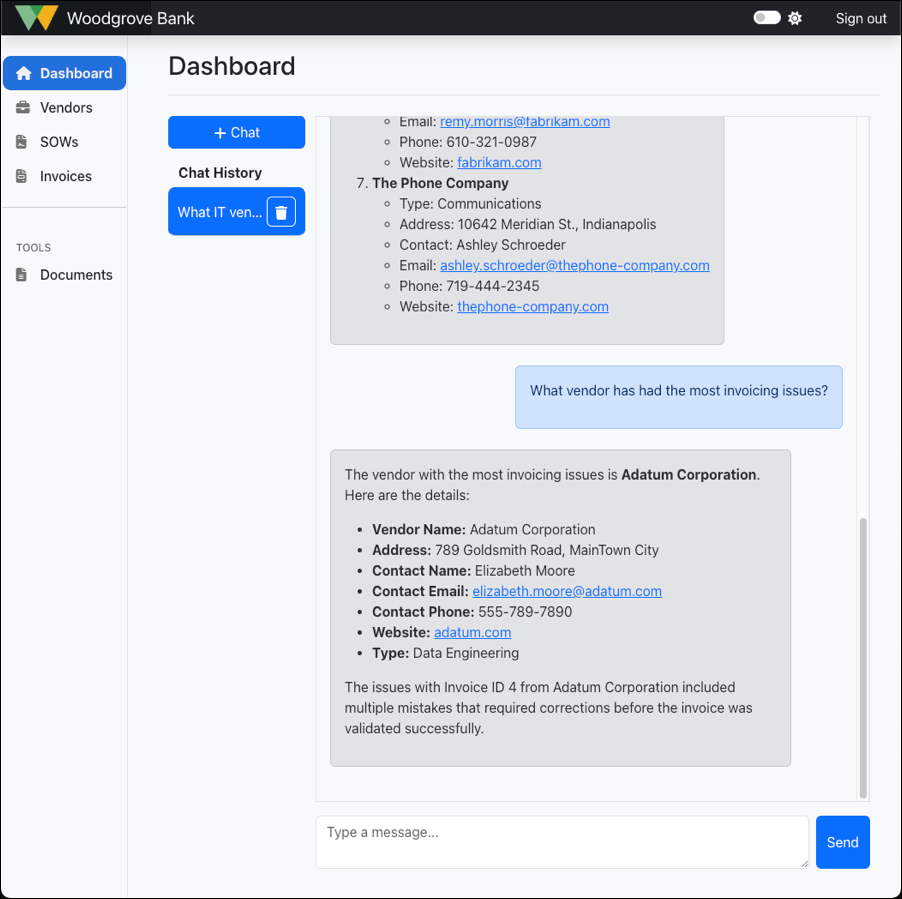 Woodgrove Bank
Sign out
Dashboard
Vendors
SOWs
Invoices
TOOLS
Documents
Dashboard
+ Chat
Chat History
What IT ven...
Email: remy.morris@fabrikam.com
Phone: 610-321-0987
Website: fabrikam.com
7. The Phone Company
Type: Communications
Address: 10642 Meridian St., Indianapolis
Contact: Ashley Schroeder
Email: ashley.schroeder@thephone-company.com
Phone: 719-444-2345
Website: thephone-company.com
What vendor has had the most invoicing issues?
The vendor with the most invoicing issues is Adatum Corporation.
Here are the details:
Vendor Name: Adatum Corporation
Address: 789 Goldsmith Road, MainTown City
Contact Name: Elizabeth Moore
Contact Email: elizabeth.moore@adatum.com
Contact Phone: 555-789-7890
Website: adatum.com
Type: Data Engineering
The issues with Invoice ID 4 from Adatum Corporation included
multiple mistakes that required corrections before the invoice was
validated successfully.
Type a message...
Send